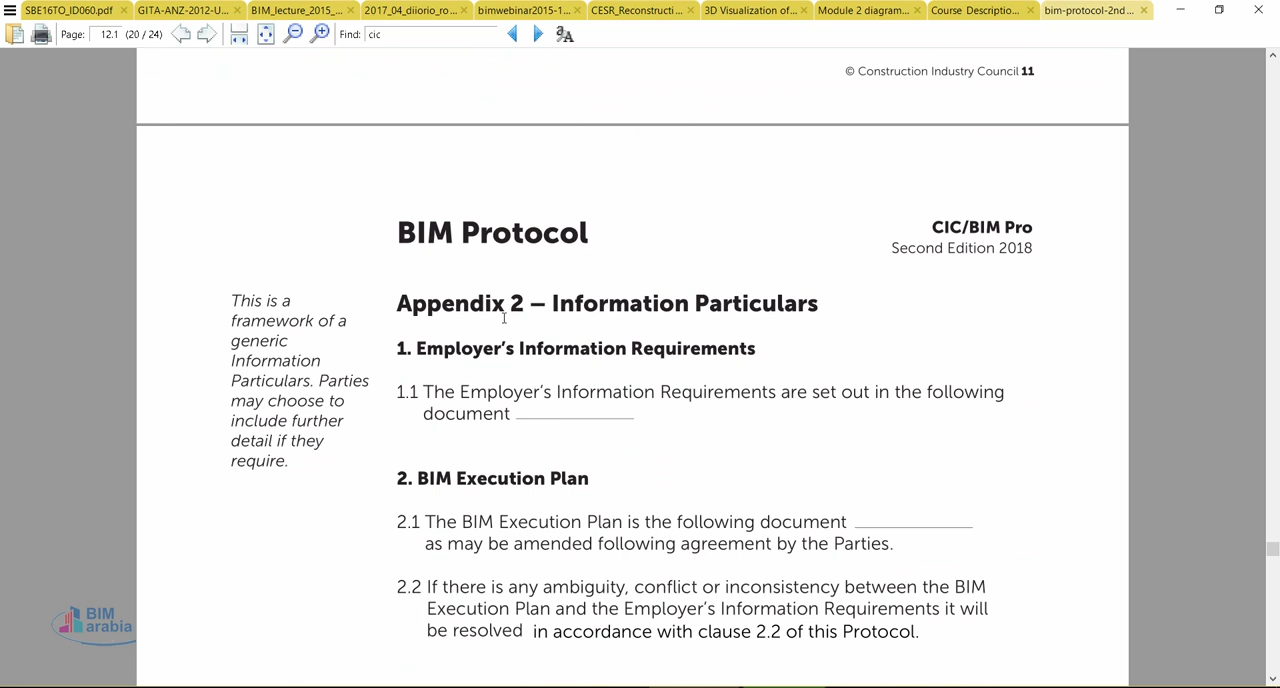 SBE16TO_ID060.pdf
GITA-ANZ-2012-U...
BIM_lecture_2015_...
2017_04_diiorio_ro...
bimwebinar2015-1...
CESR_Reconstructi...
3D Visualization of...
Module 2 diagram...
Course Descriptio...
bim-protocol-2nd...
Page: 12.1 (20 / 24) Find: cic
© Construction Industry Council 11
BIM Protocol
CIC/BIM Pro
Second Edition 2018
This is a
framework of a
generic
Information
Particulars. Parties
may choose to
include further
detail if they
require.
Appendix 2 – Information Particulars
1. Employer's Information Requirements
1.1 The Employer's Information Requirements are set out in the following
document
2. BIM Execution Plan
2.1 The BIM Execution Plan is the following document
as may be amended following agreement by the Parties.
2.2 If there is any ambiguity, conflict or inconsistency between the BIM
Execution Plan and the Employer's Information Requirements it will
be resolved in accordance with clause 2.2 of this Protocol.
BIM
arabia